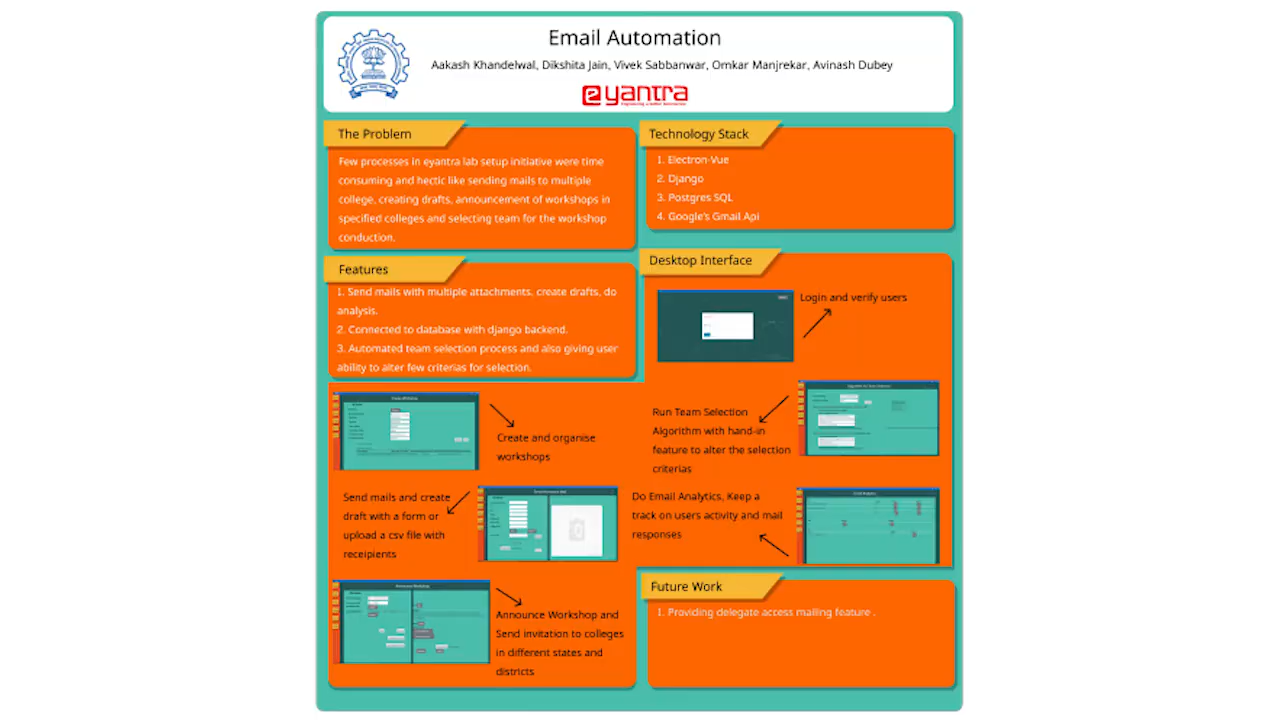 Email Automation
Aakash Khandelwal, Dikshita Jain, Vivek Sabbanwar, Omkar Manjrekar, Avinash Dubey
eyantra
The Problem
Few processes in eyantra lab setup initiative were time
consuming and hectic like sending mails to multiple
college, creating drafts, announcement of workshops in
specified colleges and selecting team for the workshop
conduction.
Features
1. Send mails with multiple attachments, create drafts, do
analysis.
2. Connected to database with django backend.
3. Automated team selection process and also giving user
ability to alter few criterias for selection.
Create and organise
workshops
Send mails and create
draft with a form or
upload a csv file with
receipients
Announce Workshop and
Send invitation to colleges
in different states and
districts
Technology Stack
1. Electron-Vue
2. Django
3. Postgres SQL
4. Google's Gmail Api
Desktop Interface
Login and verify users
Run Team Selection
Algorithm with hand-in
feature to alter the selection
criterias
Do Email Analytics, Keep a
track on users activity and mail
responses
Future Work
1. Providing delegate access mailing feature .